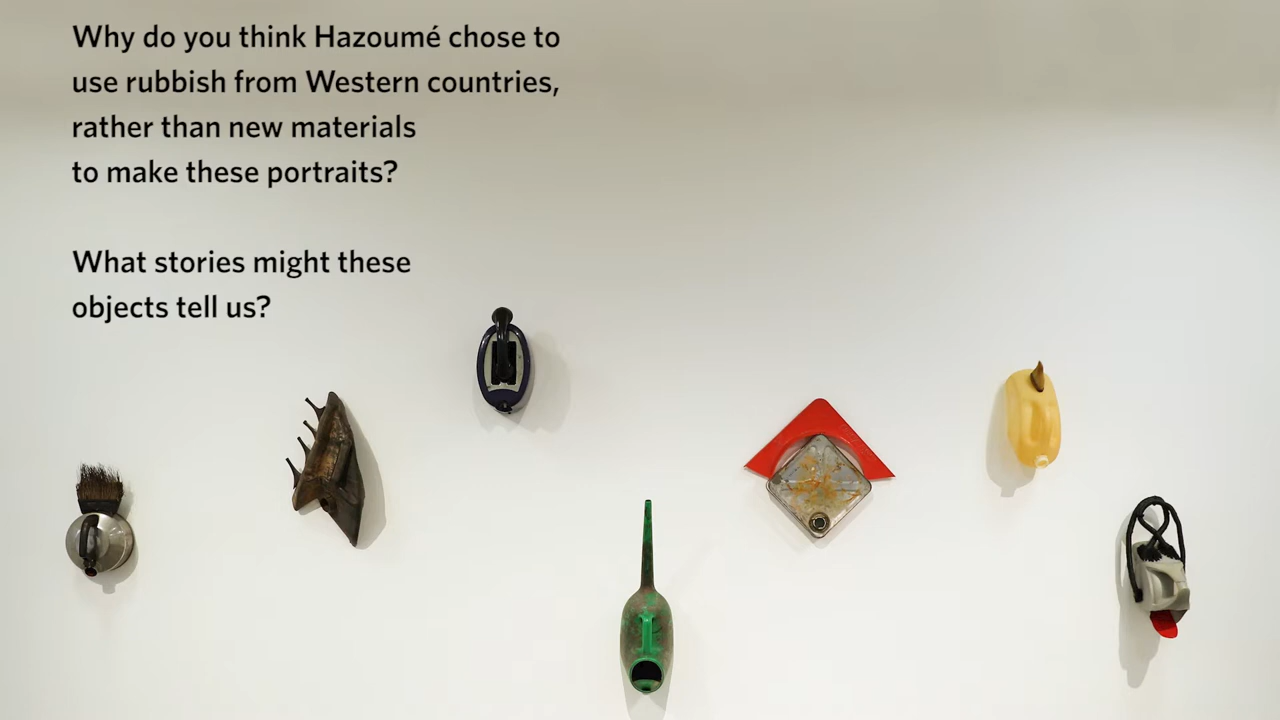 Why do you think Hazoumé chose to
use rubbish from Western countries,
rather than new materials
to make these portraits?
What stories might these
objects tell us?